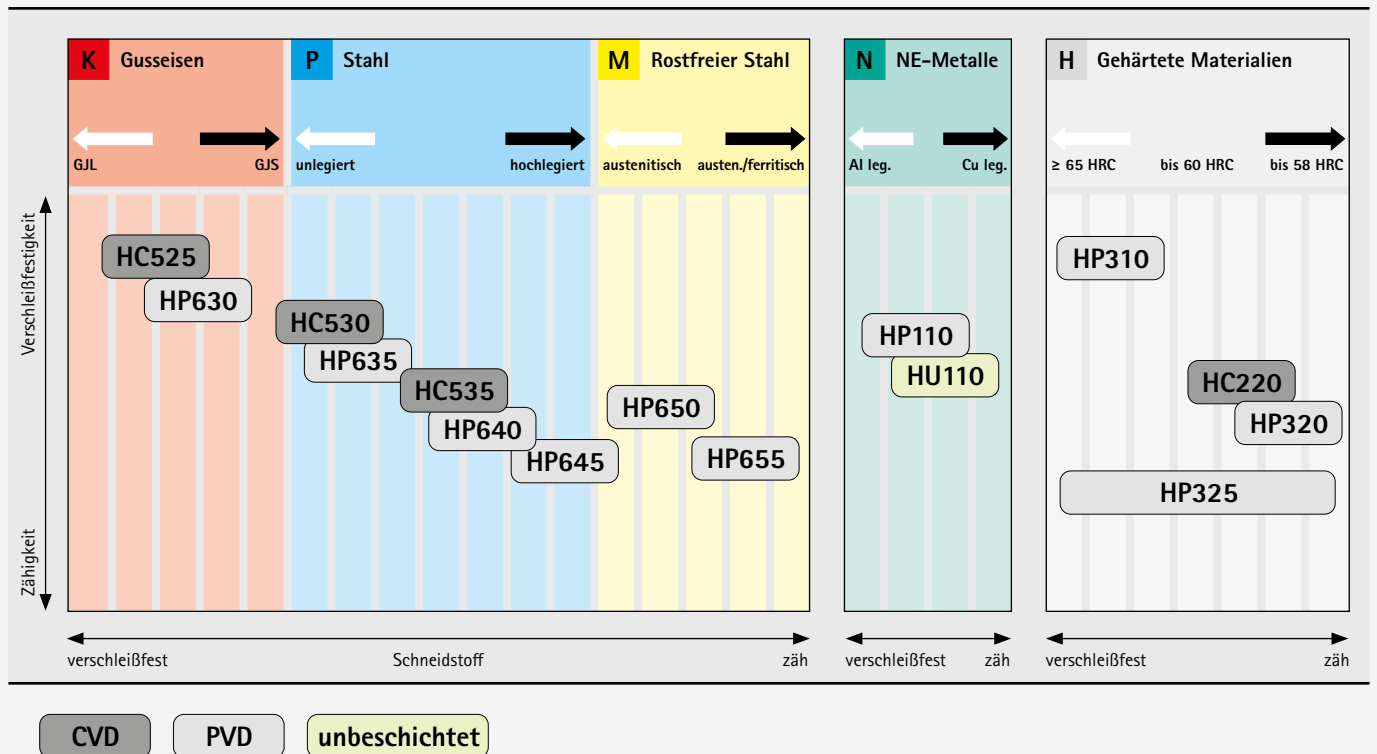 K Gusseisen
P Stahl
M Rostfreier Stahl
N NE-Metalle
H Gehärtete Materialien
GJL GJS
unlegiert hochlegiert
austenitisch austen./ferritisch
Al leg. Cu leg.
≥ 65 HRC bis 60 HRC bis 58 HRC
Verschleißfestigkeit
Zähigkeit
HC525
HP630
HC530
HP635
HC535
HP640
HP645
HP650
HP655
HP110
HU110
HP310
HC220
HP320
HP325
verschleißfest Schneidstoff zäh
verschleißfest zäh
verschleißfest zäh
CVD PVD unbeschichtet